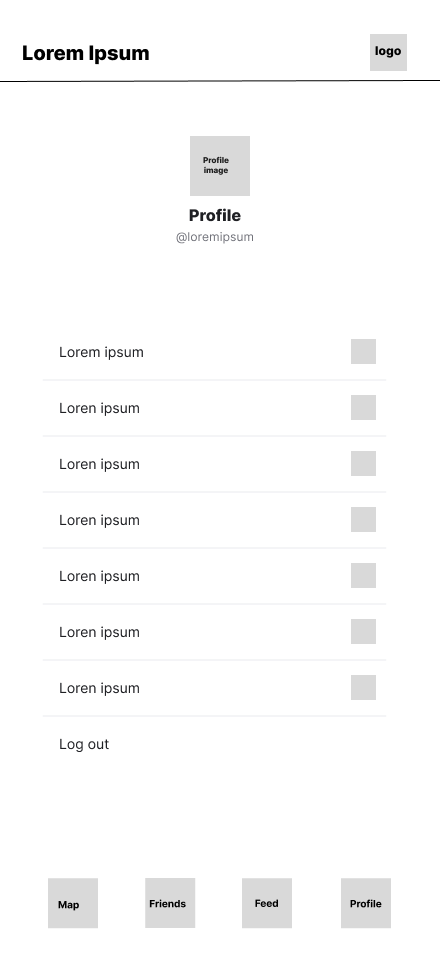 Lorem Ipsum
logo
Profile
image
Profile
@loremipsum
Lorem ipsum
Loren ipsum
Loren ipsum
Loren ipsum
Loren ipsum
Loren ipsum
Loren ipsum
Log out
Map
Friends
Feed
Profile